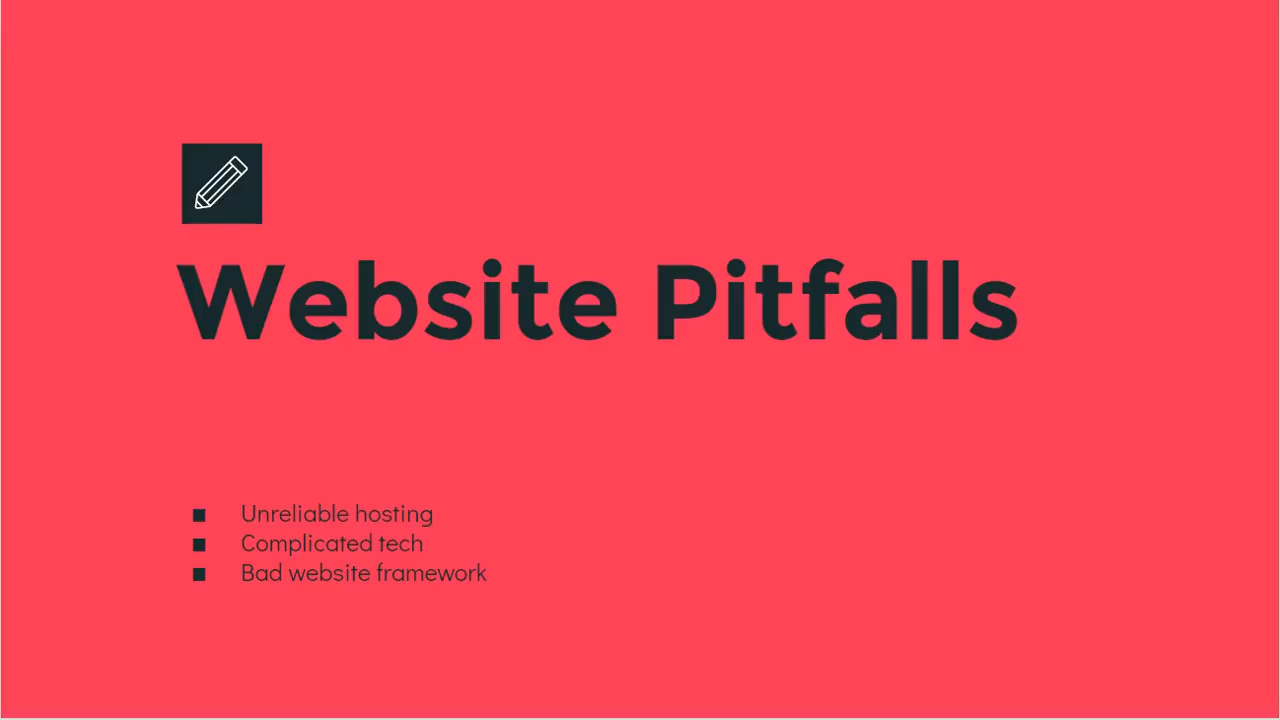 Website Pitfalls
■ Unreliable hosting
■ Complicated tech
■ Bad website framework